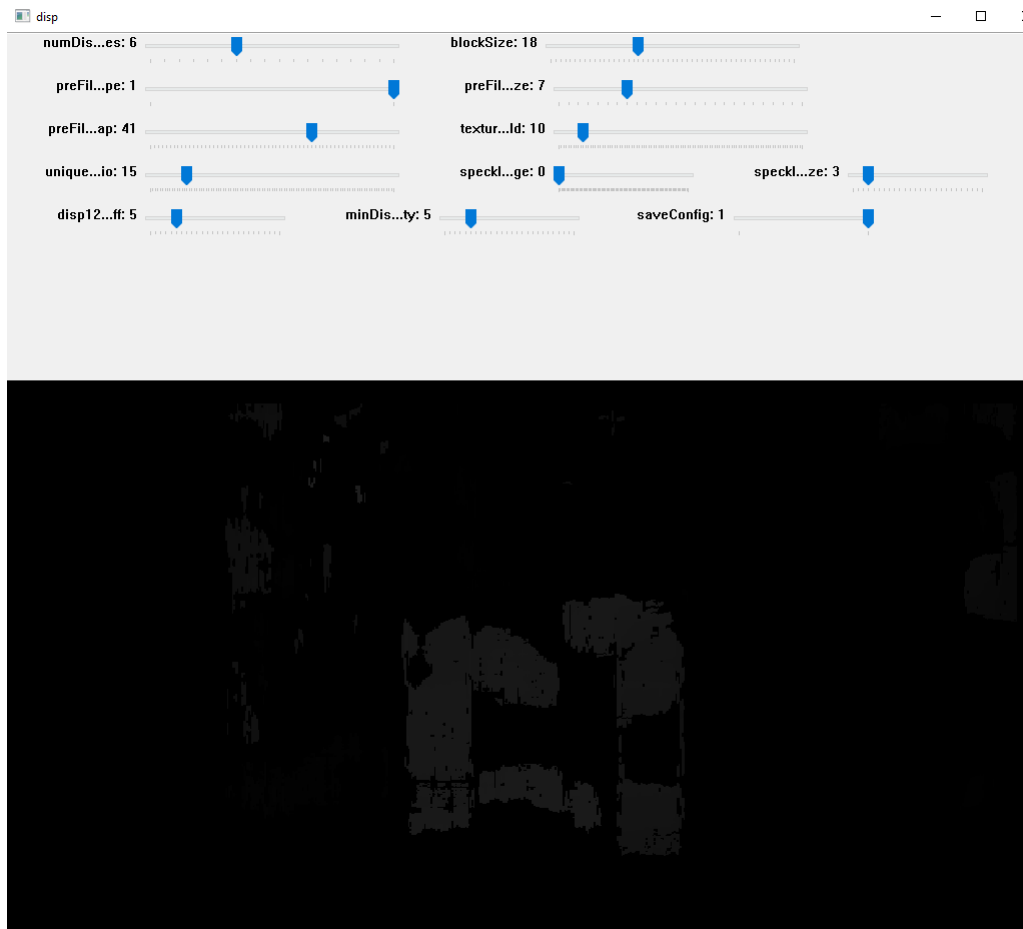 disp
numDis...es: 6 blockSize: 18
preFil...pe: 1 preFil...ze: 7
preFil...ap: 41 textur...ld: 10
unique...io: 15 speckl...ge: 0 speckl...ze: 3
disp12...ff: 5 minDis...ty: 5 saveConfig: 1